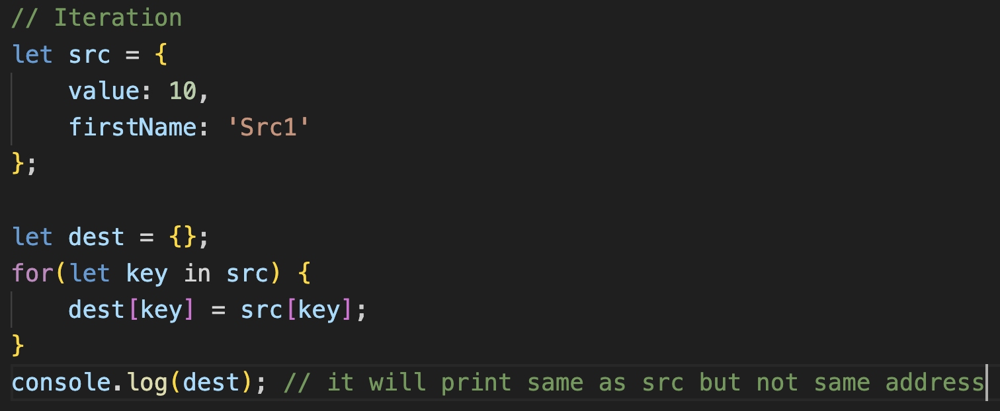 // Iteration
let src = {
    value: 10,
    firstName: 'Src1'
};

let dest = {};
for(let key in src) {
    dest[key] = src[key];
}
console.log(dest); // it will print same as src but not same address